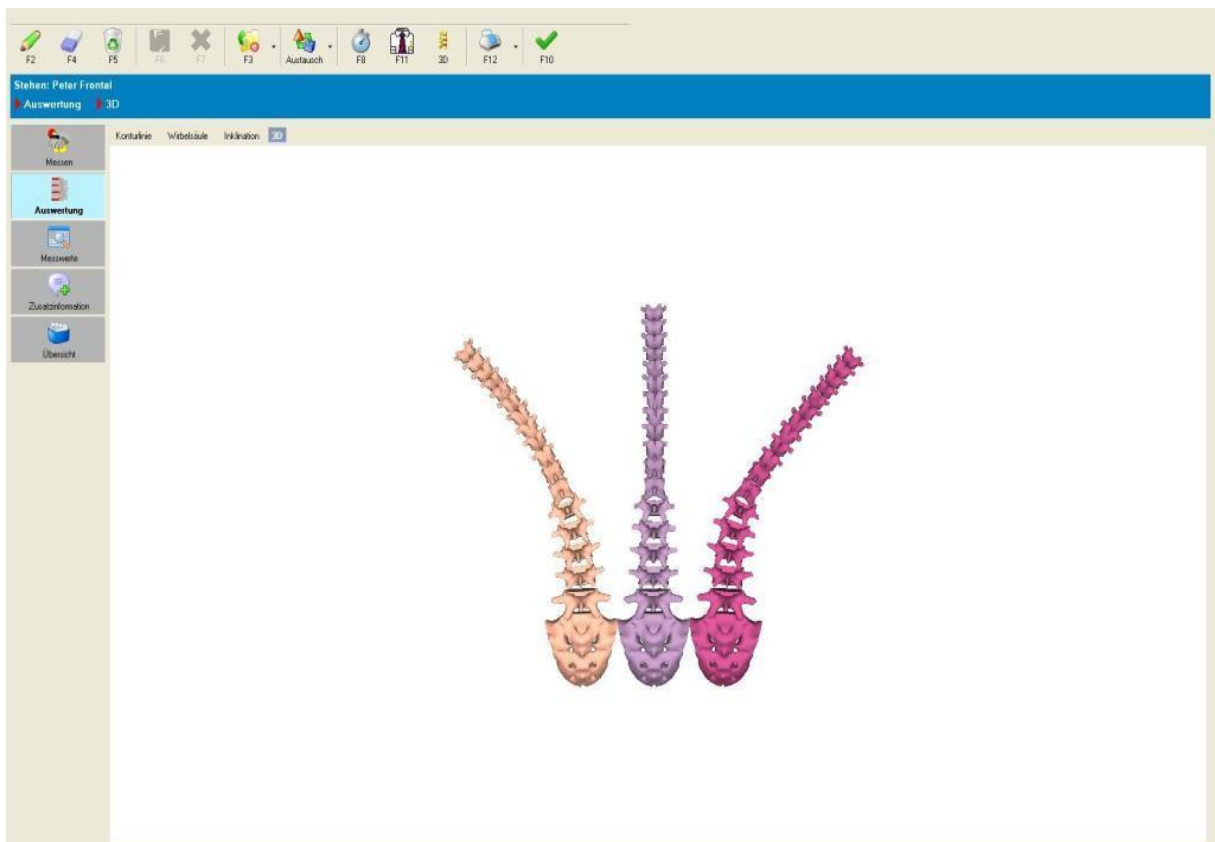 F2 F4 F5 F6 F7 F3 Austausch F8 F11 3D F12 F10
Stehen: Peter Frontal
Auswertung 3D
Konturlinie Wirbelsäule Inklination 3D
Messen
Auswertung
Messwerte
Zusatzinformation
Übersicht